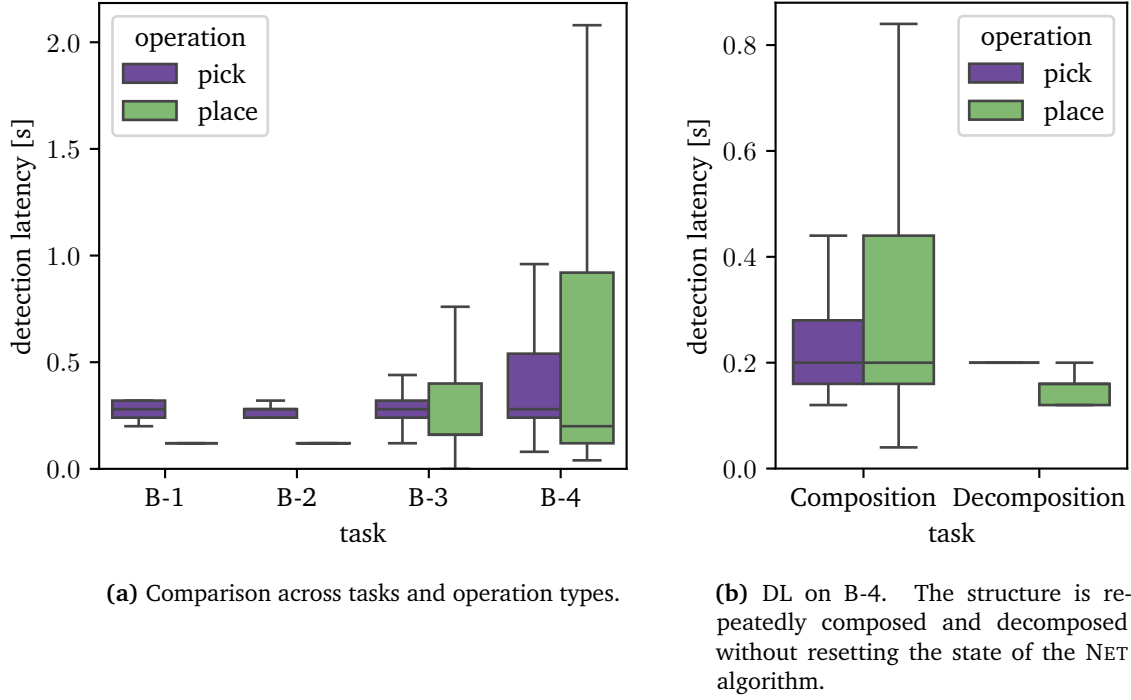 operation
pick
place
2.0
1.5
1.0
0.5
0.0
detection latency [s]
B-1 B-2 B-3 B-4
task
(a) Comparison across tasks and operation types.
operation
pick
place
0.8
0.6
0.4
0.2
0.0
detection latency [s]
Composition Decomposition
task
(b) DL on B-4. The structure is re-
peatedly composed and decomposed
without resetting the state of the NET
algorithm.